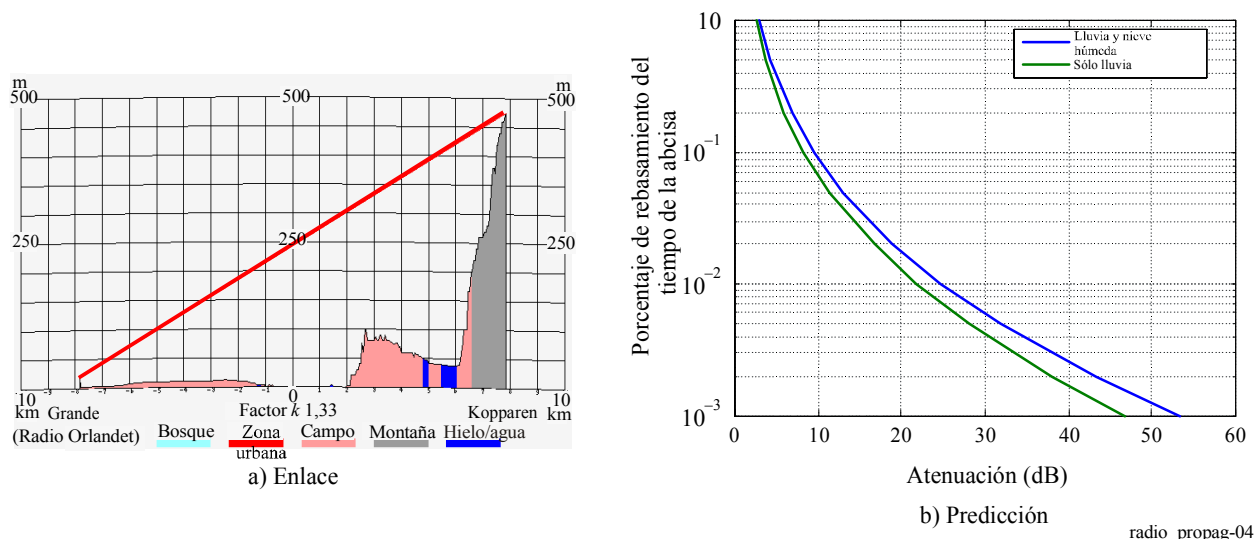 m
500
500
500
250
250
250
10
km
Grande
(Radio Orlandet)
0
Factor k 1,33
Kopparen
10
km
Bosque
Zona
urbana
Campo
Montaña
Hielo/agua
a) Enlace
Porcentaje de rebasamiento del
tiempo de la abcisa
10
10⁻¹
10⁻²
10⁻³
Lluvia y nieve
húmeda
Sólo lluvia
0 10 20 30 40 50 60
Atenuación (dB)
b) Predicción
radio_propag-04